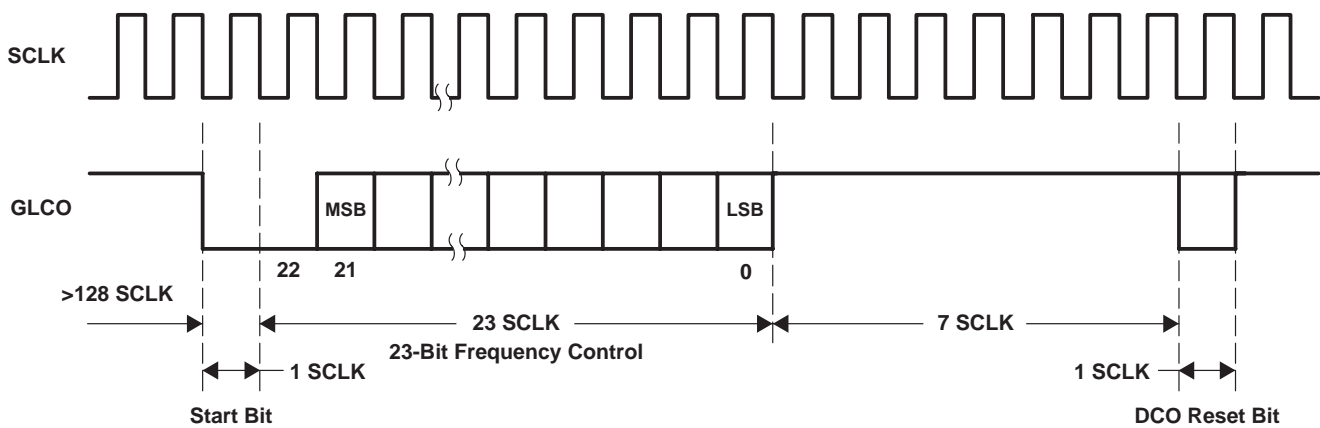 SCLK
GLCO
MSB
LSB
22
21
0
>128 SCLK
23 SCLK
7 SCLK
23-Bit Frequency Control
1 SCLK
1 SCLK
Start Bit
DCO Reset Bit